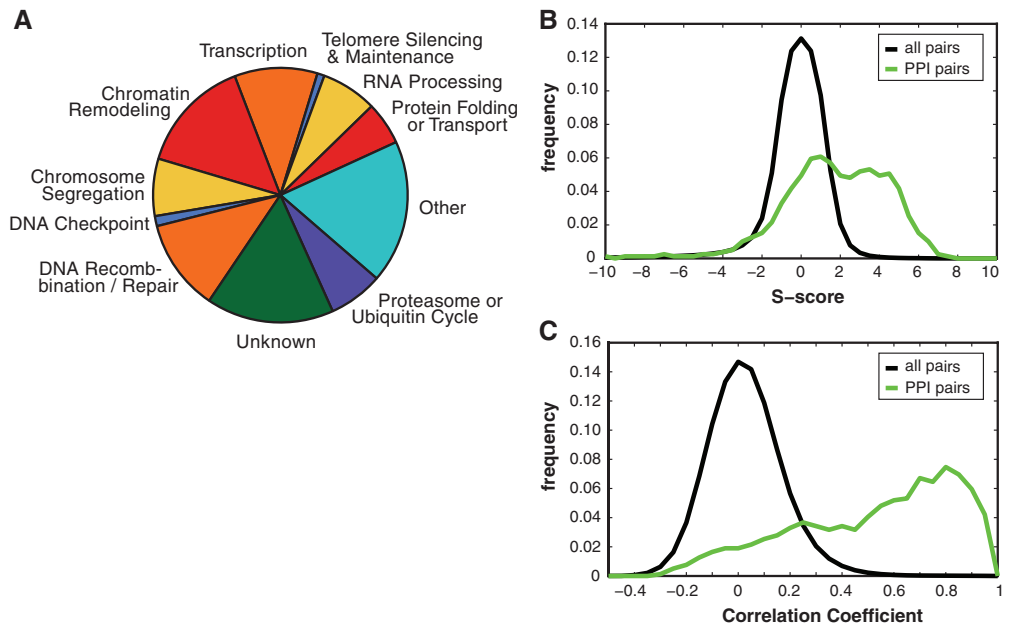 A
Transcription
Telomere Silencing
& Maintenance
RNA Processing
Protein Folding
or Transport
Other
Proteasome or
Ubiquitin Cycle
Unknown
DNA Recomb-
bination / Repair
DNA Checkpoint
Chromosome
Segregation
Chromatin
Remodeling
B
0.14
0.12
0.10
0.08
0.06
0.04
0.02
0
frequency
all pairs
PPI pairs
−10 −8 −6 −4 −2 0 2 4 6 8 10
S−score
C
0.16
0.14
0.12
0.10
0.08
0.06
0.04
0.02
0
frequency
all pairs
PPI pairs
−0.4 −0.2 0 0.2 0.4 0.6 0.8 1
Correlation Coefficient